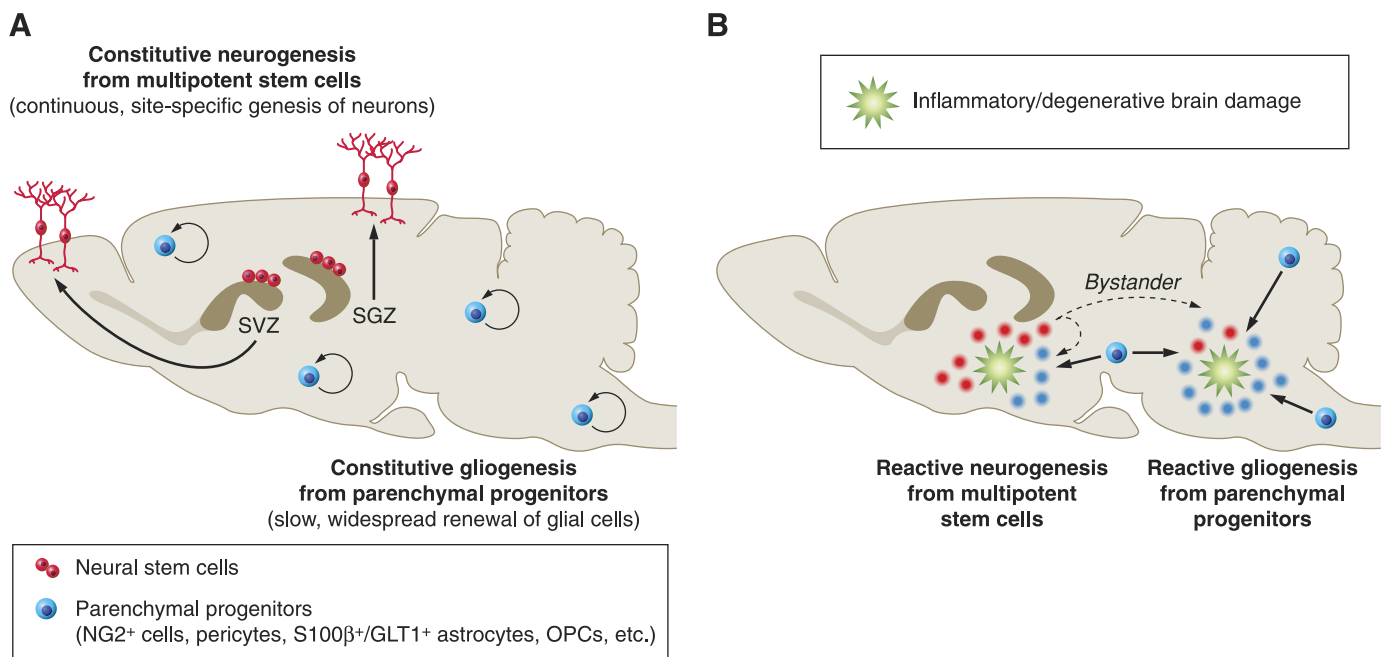 A
Constitutive neurogenesis
from multipotent stem cells
(continuous, site-specific genesis of neurons)
SVZ
SGZ
Constitutive gliogenesis
from parenchymal progenitors
(slow, widespread renewal of glial cells)
Neural stem cells
Parenchymal progenitors
(NG2⁺ cells, pericytes, S100β⁺/GLT1⁺ astrocytes, OPCs, etc.)
B
Inflammatory/degenerative brain damage
Bystander
Reactive neurogenesis
from multipotent
stem cells
Reactive gliogenesis
from parenchymal
progenitors